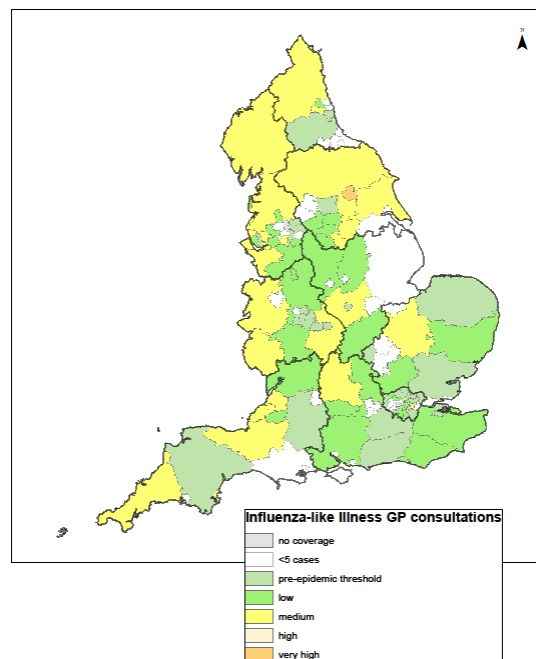 N
Influenza-like Illness GP consultations
no coverage
<5 cases
pre-epidemic threshold
low
medium
high
very high